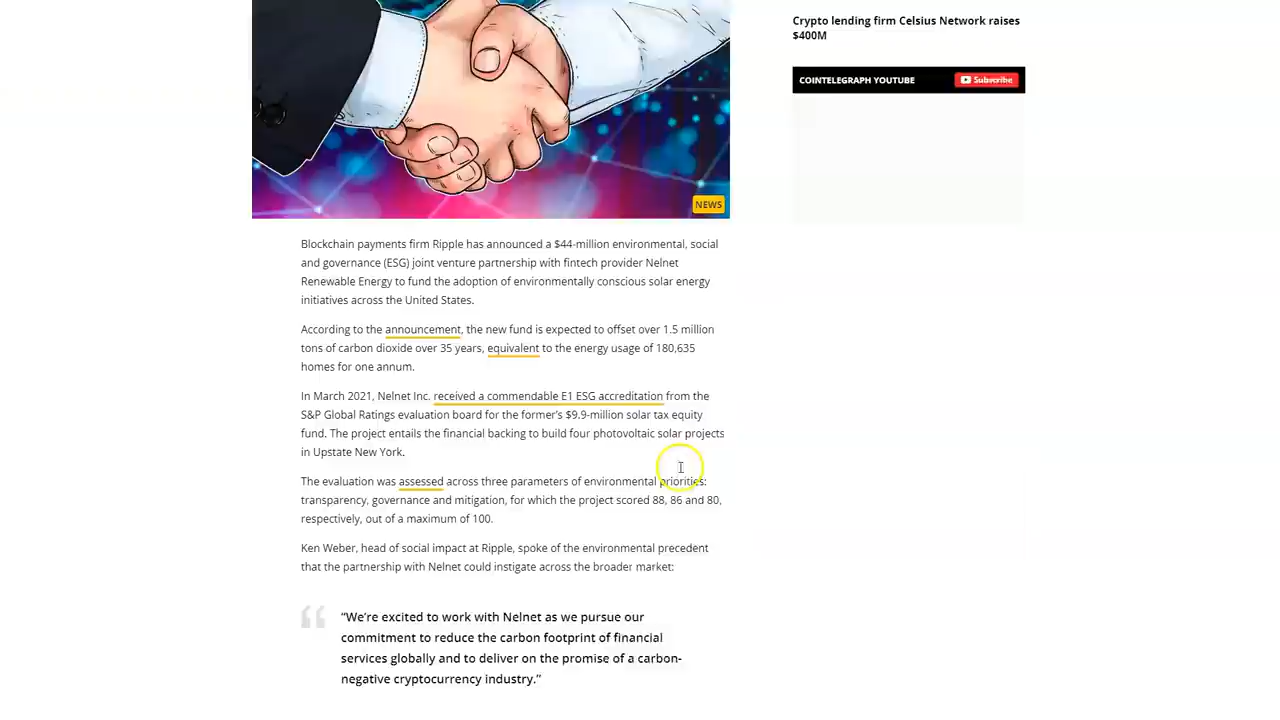 Crypto lending firm Celsius Network raises
$400M
COINTELEGRAPH YOUTUBE
Subscribe
NEWS
Blockchain payments firm Ripple has announced a $44-million environmental, social
and governance (ESG) joint venture partnership with fintech provider Nelnet
Renewable Energy to fund the adoption of environmentally conscious solar energy
initiatives across the United States.
According to the announcement, the new fund is expected to offset over 1.5 million
tons of carbon dioxide over 35 years, equivalent to the energy usage of 180,635
homes for one annum.
In March 2021, Nelnet Inc. received a commendable E1 ESG accreditation from the
S&P Global Ratings evaluation board for the former’s $9.9-million solar tax equity
fund. The project entails the financial backing to build four photovoltaic solar projects
in Upstate New York.
The evaluation was assessed across three parameters of environmental priorities:
transparency, governance and mitigation, for which the project scored 88, 86 and 80,
respectively, out of a maximum of 100.
Ken Weber, head of social impact at Ripple, spoke of the environmental precedent
that the partnership with Nelnet could instigate across the broader market:
“We’re excited to work with Nelnet as we pursue our
commitment to reduce the carbon footprint of financial
services globally and to deliver on the promise of a carbon-
negative cryptocurrency industry.”